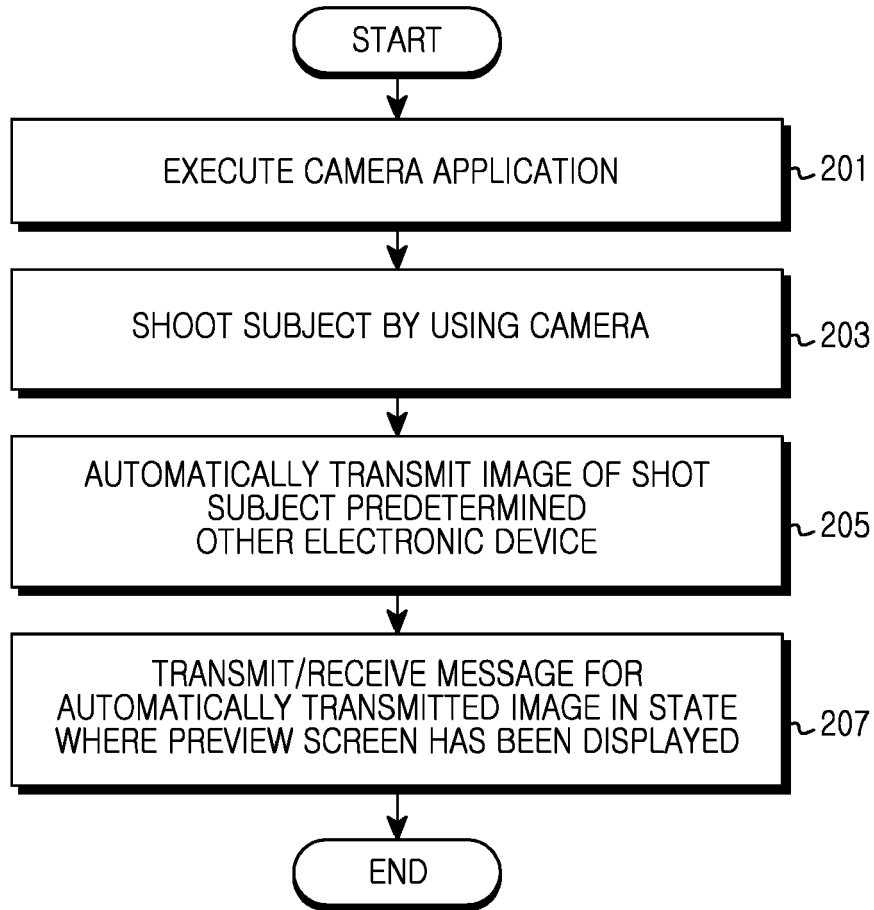 START
EXECUTE CAMERA APPLICATION
201
SHOOT SUBJECT BY USING CAMERA
203
AUTOMATICALLY TRANSMIT IMAGE OF SHOT
SUBJECT PREDETERMINED
OTHER ELECTRONIC DEVICE
205
TRANSMIT/RECEIVE MESSAGE FOR
AUTOMATICALLY TRANSMITTED IMAGE IN STATE
WHERE PREVIEW SCREEN HAS BEEN DISPLAYED
207
END